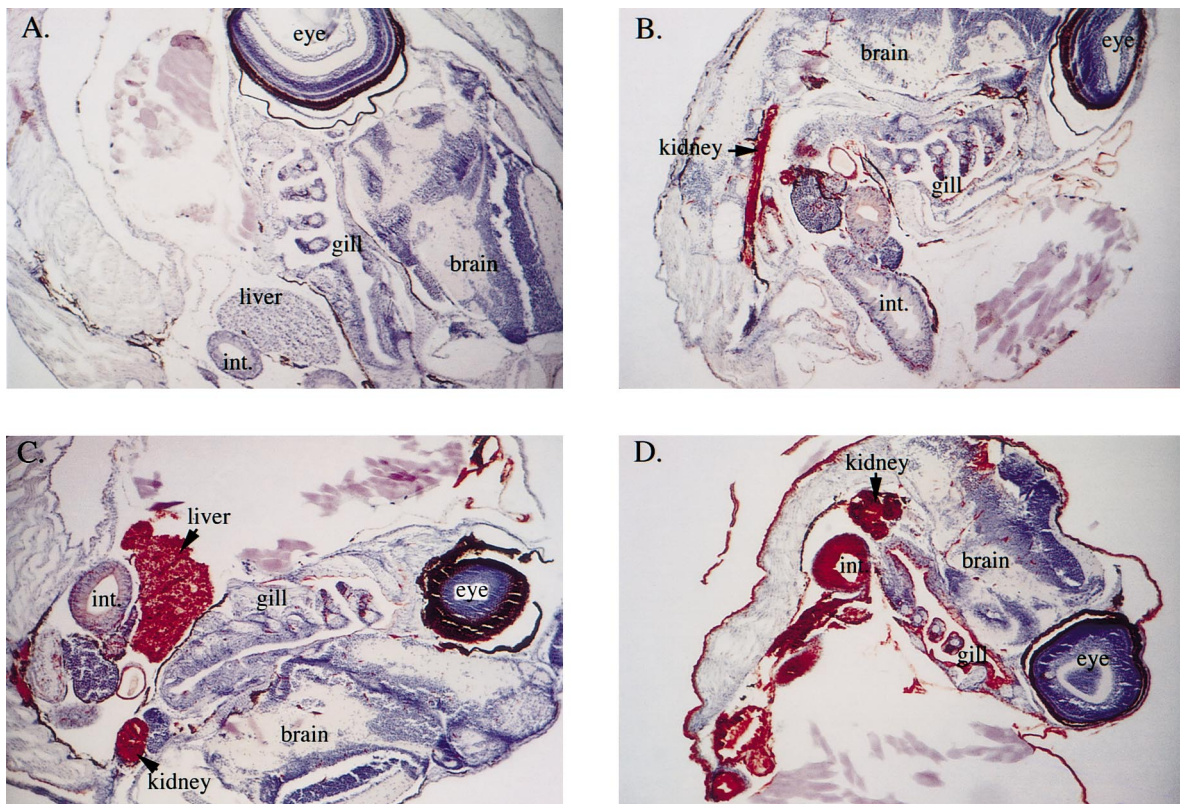 A.
eye
gill
brain
liver
int.
B.
brain
eye
kidney
gill
int.
C.
liver
int.
gill
eye
brain
kidney
D.
kidney
int
brain
gill
eye